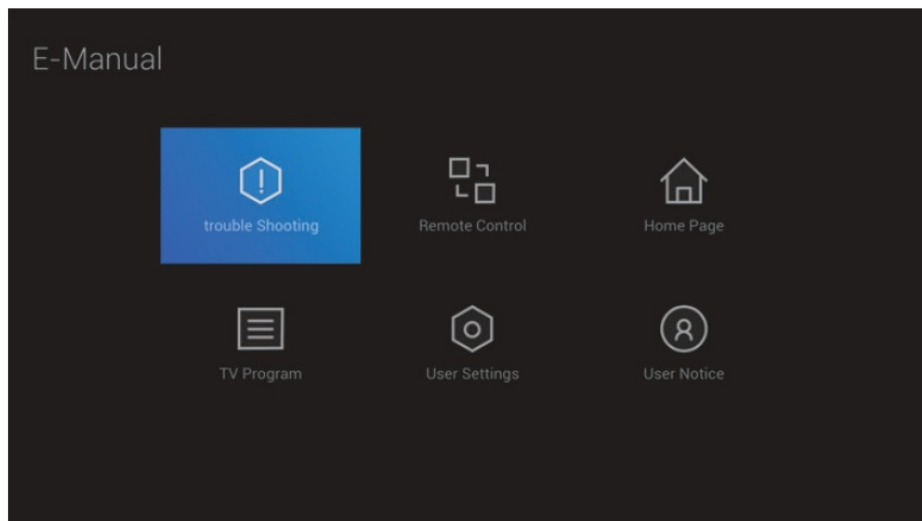 E-Manual
trouble Shooting
Remote Control
Home Page
TV Program
User Settings
User Notice